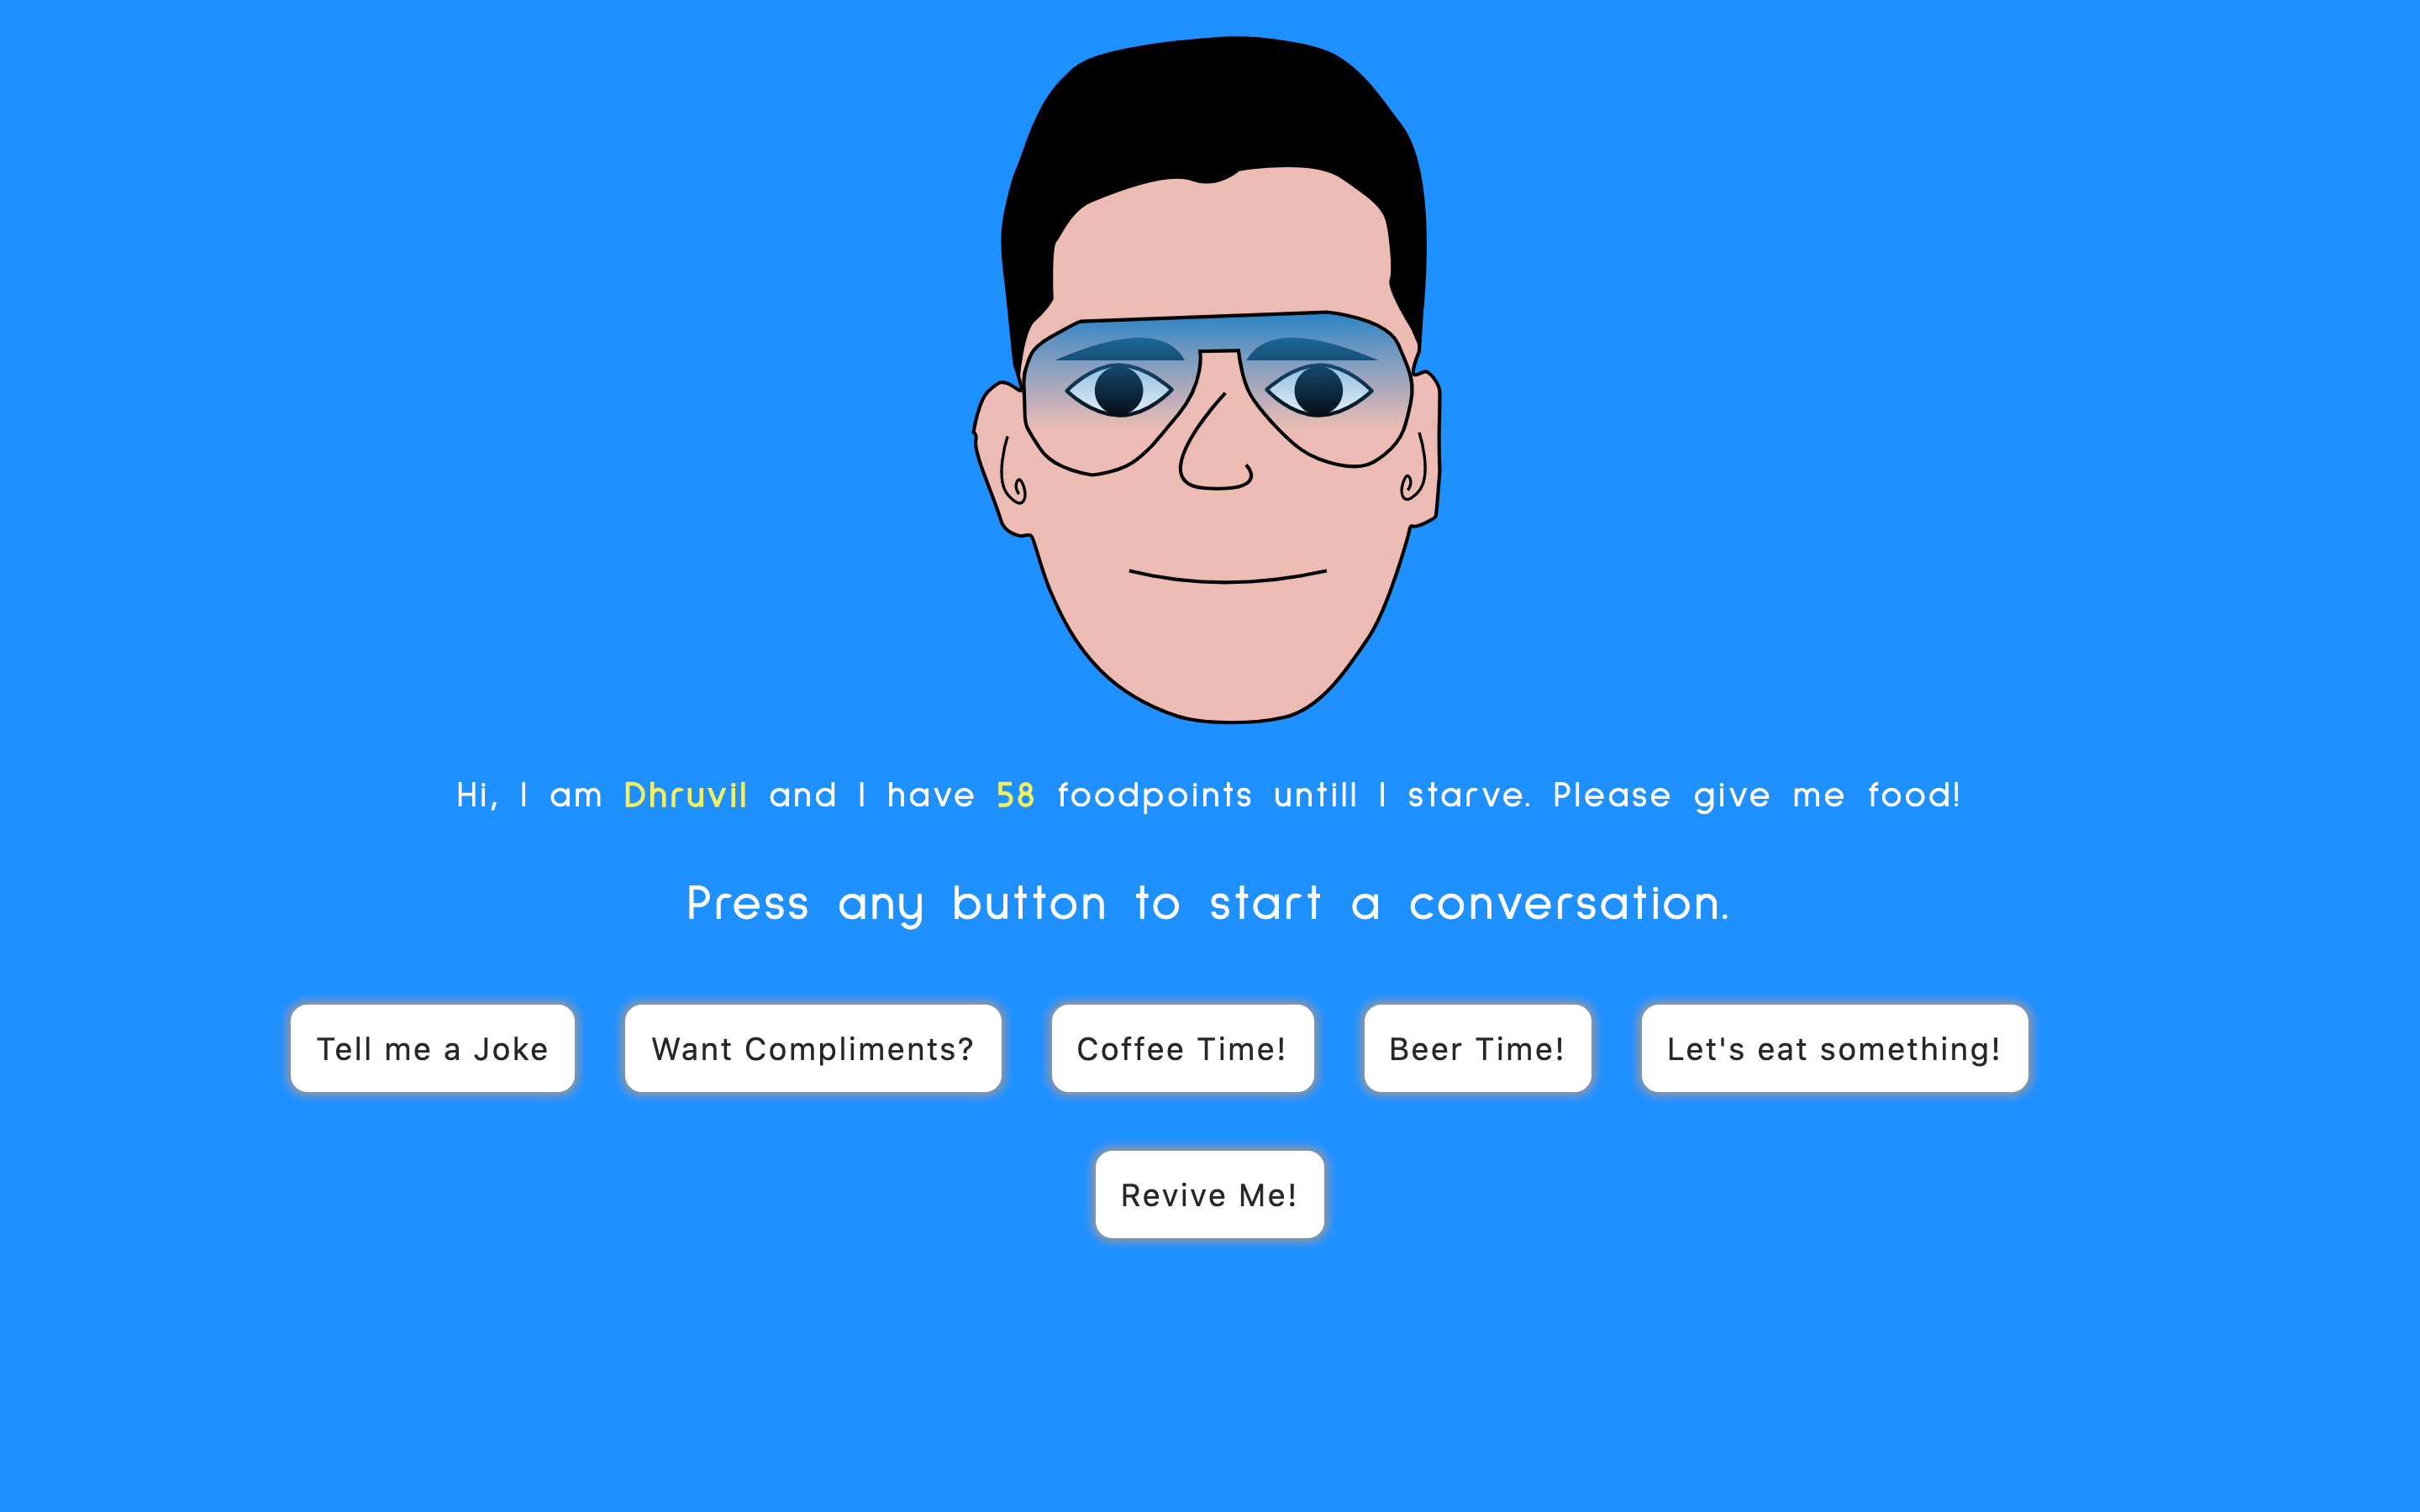 Hi, I am Dhruvil and I have 58 foodpoints untill I starve. Please give me food!
Press any button to start a conversation.
Tell me a Joke
Want Compliments?
Coffee Time!
Beer Time!
Let's eat something!
Revive Me!